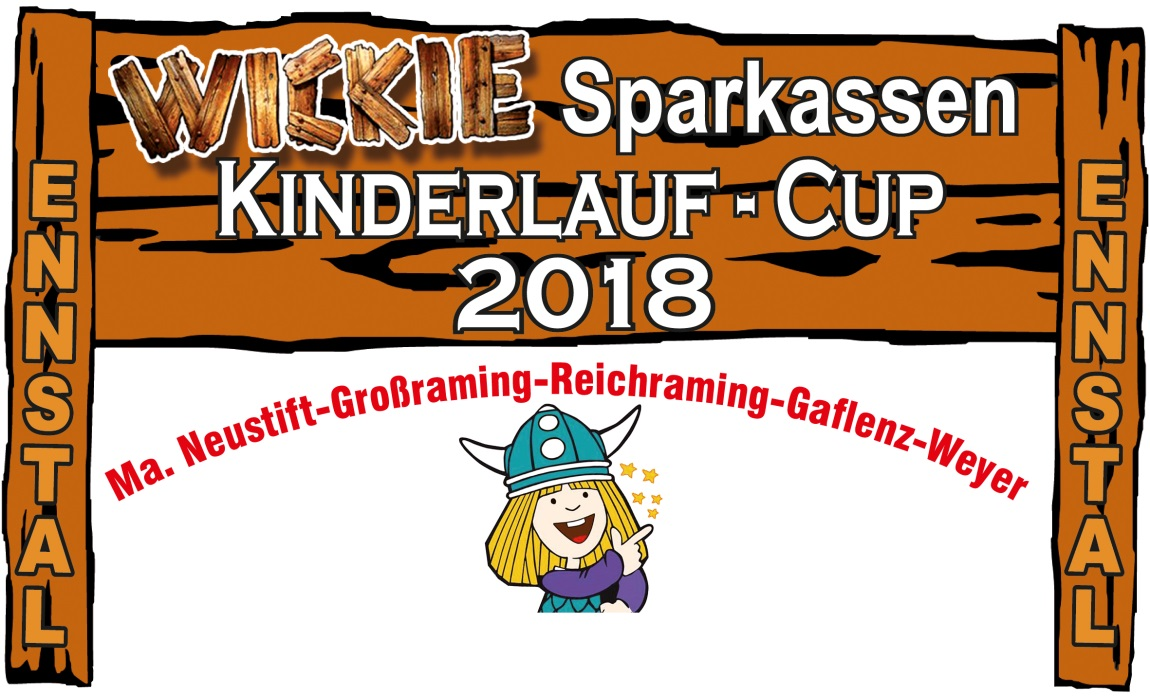 WICKIE Sparkassen
KINDERLAUF - CUP
2018
ENNSTAL
Ma. Neustift-Großraming-Reichraming-Gaflenz-Weyer
ENNSTAL